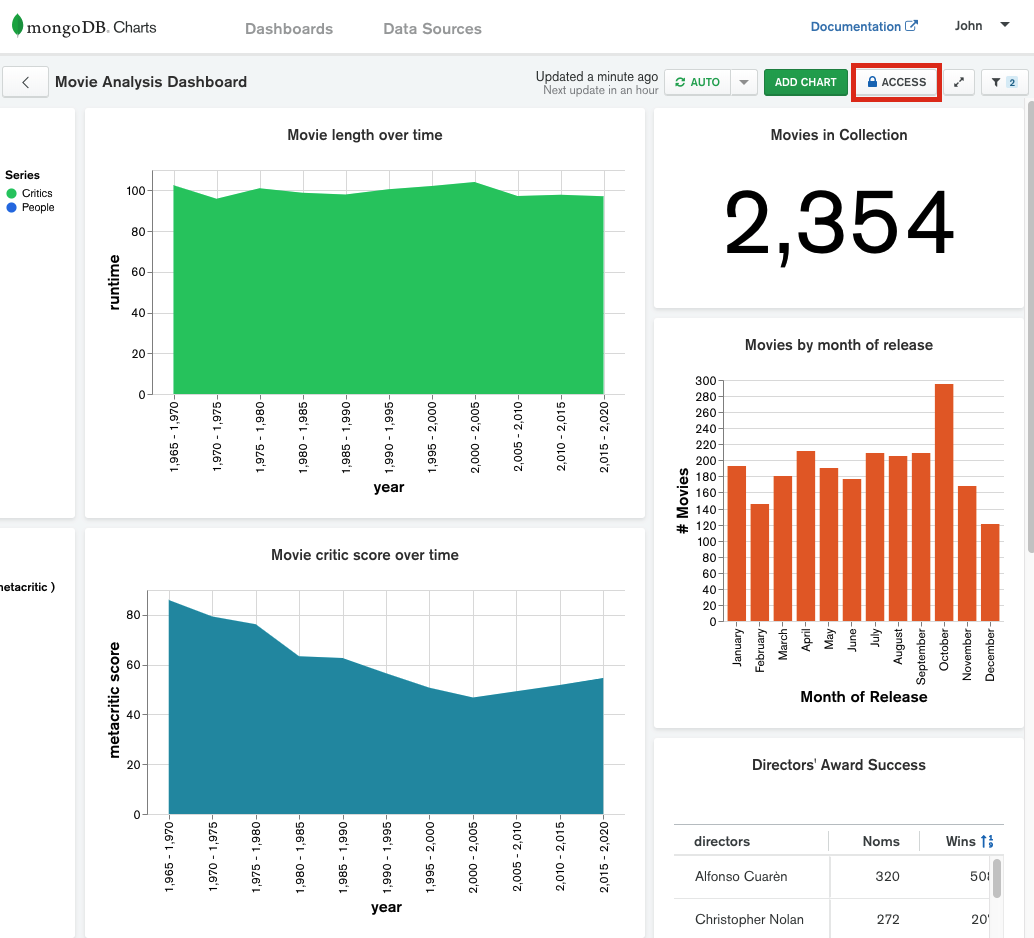 mongoDB. Charts
Dashboards
Data Sources
Documentation
John
Movie Analysis Dashboard
Updated a minute ago
Next update in an hour
AUTO
ADD CHART
ACCESS
2
Series
Critics
People
Movie length over time
runtime
100
80
60
40
20
0
1,965 - 1,970
1,970 - 1,975
1,975 - 1,980
1,980 - 1,985
1,985 - 1,990
1,990 - 1,995
1,995 - 2,000
2,000 - 2,005
2,005 - 2,010
2,010 - 2,015
2,015 - 2,020
year
Movies in Collection
2,354
Movies by month of release
# Movies
300
280
260
240
220
200
180
160
140
120
100
80
60
40
20
0
January
February
March
April
May
June
July
August
September
October
November
December
Month of Release
etacritic )
Movie critic score over time
metacritic score
80
60
40
20
0
1,965 - 1,970
1,970 - 1,975
1,975 - 1,980
1,980 - 1,985
1,985 - 1,990
1,990 - 1,995
1,995 - 2,000
2,000 - 2,005
2,005 - 2,010
2,010 - 2,015
2,015 - 2,020
year
Directors' Award Success
directors Noms Wins
Alfonso Cuarèn 320 50
Christopher Nolan 272 20